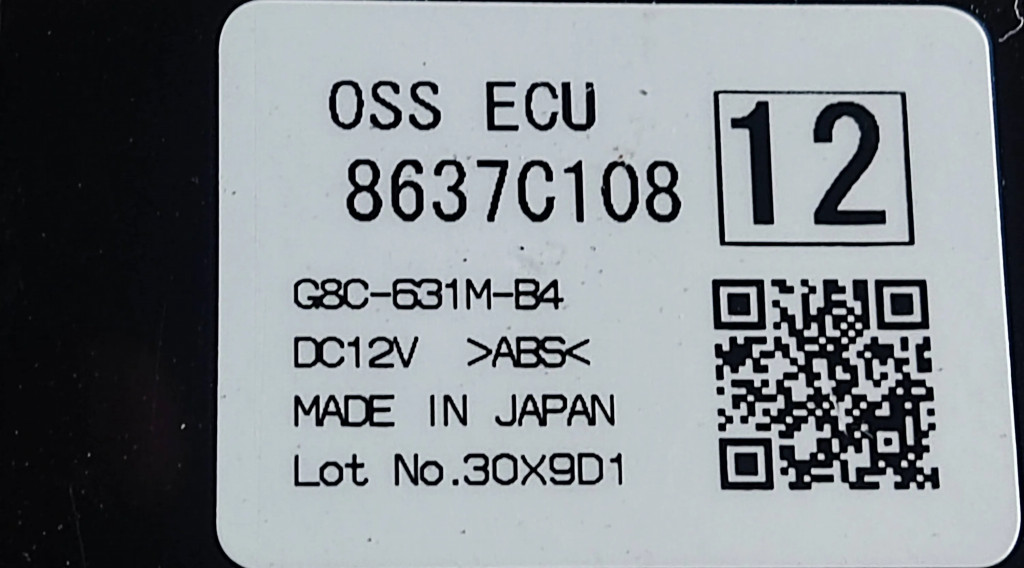 OSS ECU
8637C108
12
G8C-631M-B4
DC12V >ABS<
MADE IN JAPAN
Lot No.30X9D1